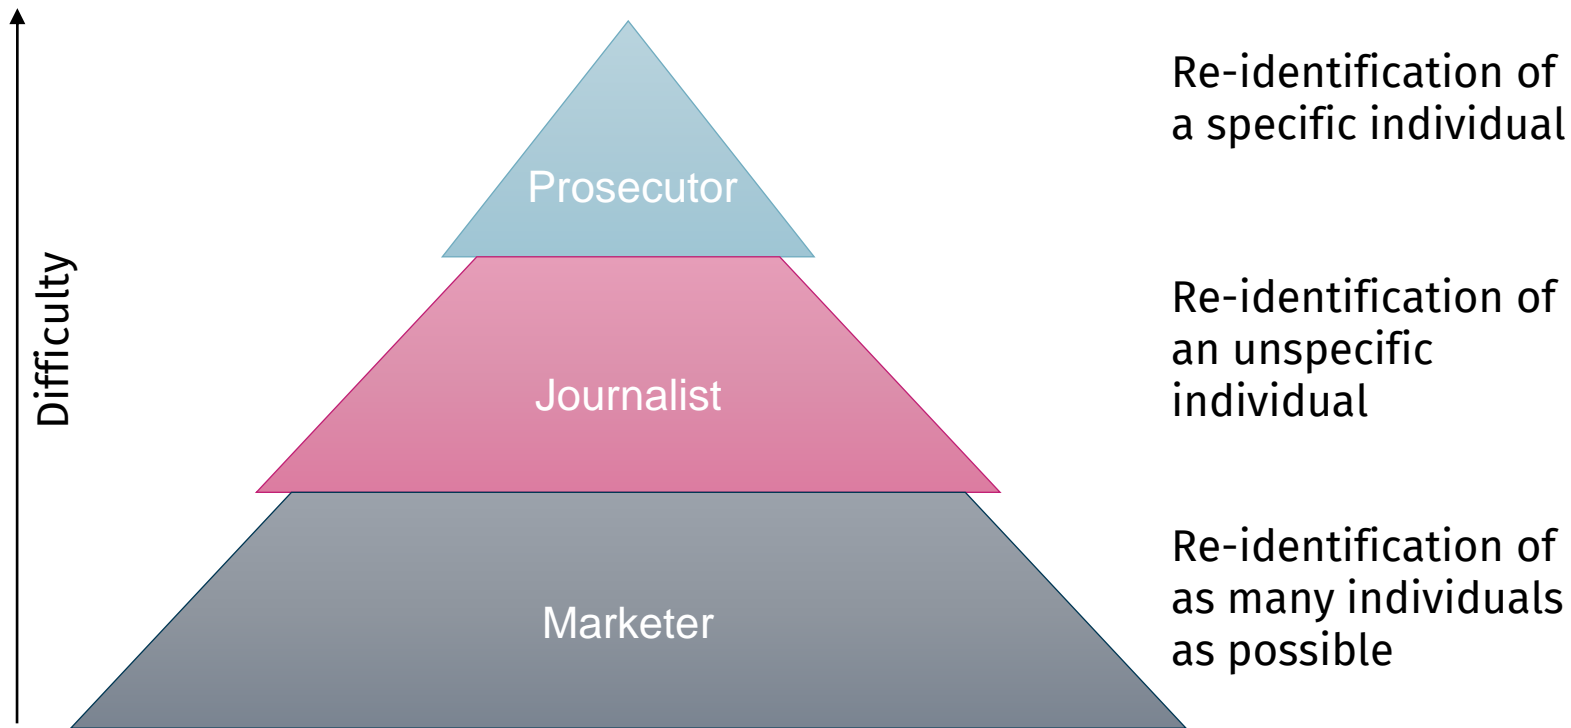 Difficulty
Prosecutor
Re-identification of
a specific individual
Journalist
Re-identification of
an unspecific
individual
Marketer
Re-identification of
as many individuals
as possible